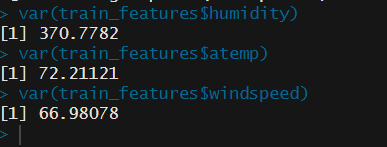 > var(train_features$humidity)
[1] 370.7782
> var(train_features$atemp)
[1] 72.21121
> var(train_features$windspeed)
[1] 66.98078
>